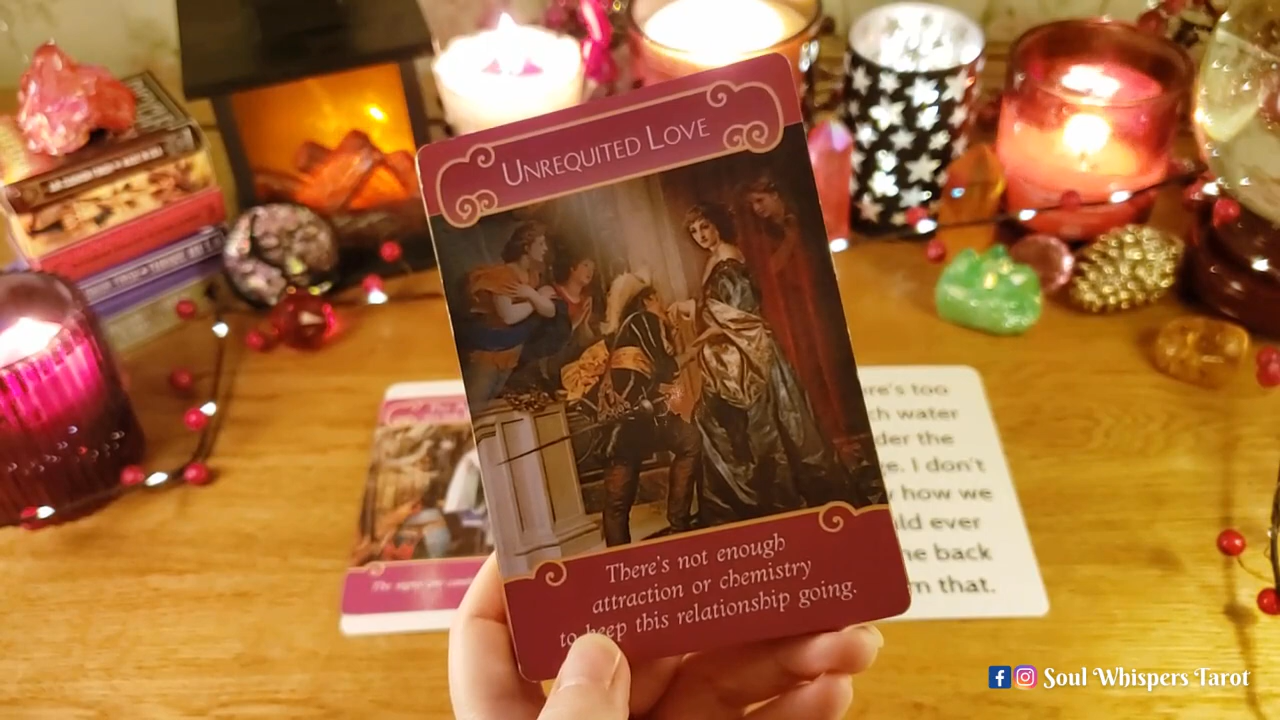 UNREQUITED LOVE
There's not enough
attraction or chemistry
to keep this relationship going.
re's too
ch water
der the
e. I don't
how we
ld ever
e back
m that.
Soul Whispers Tarot